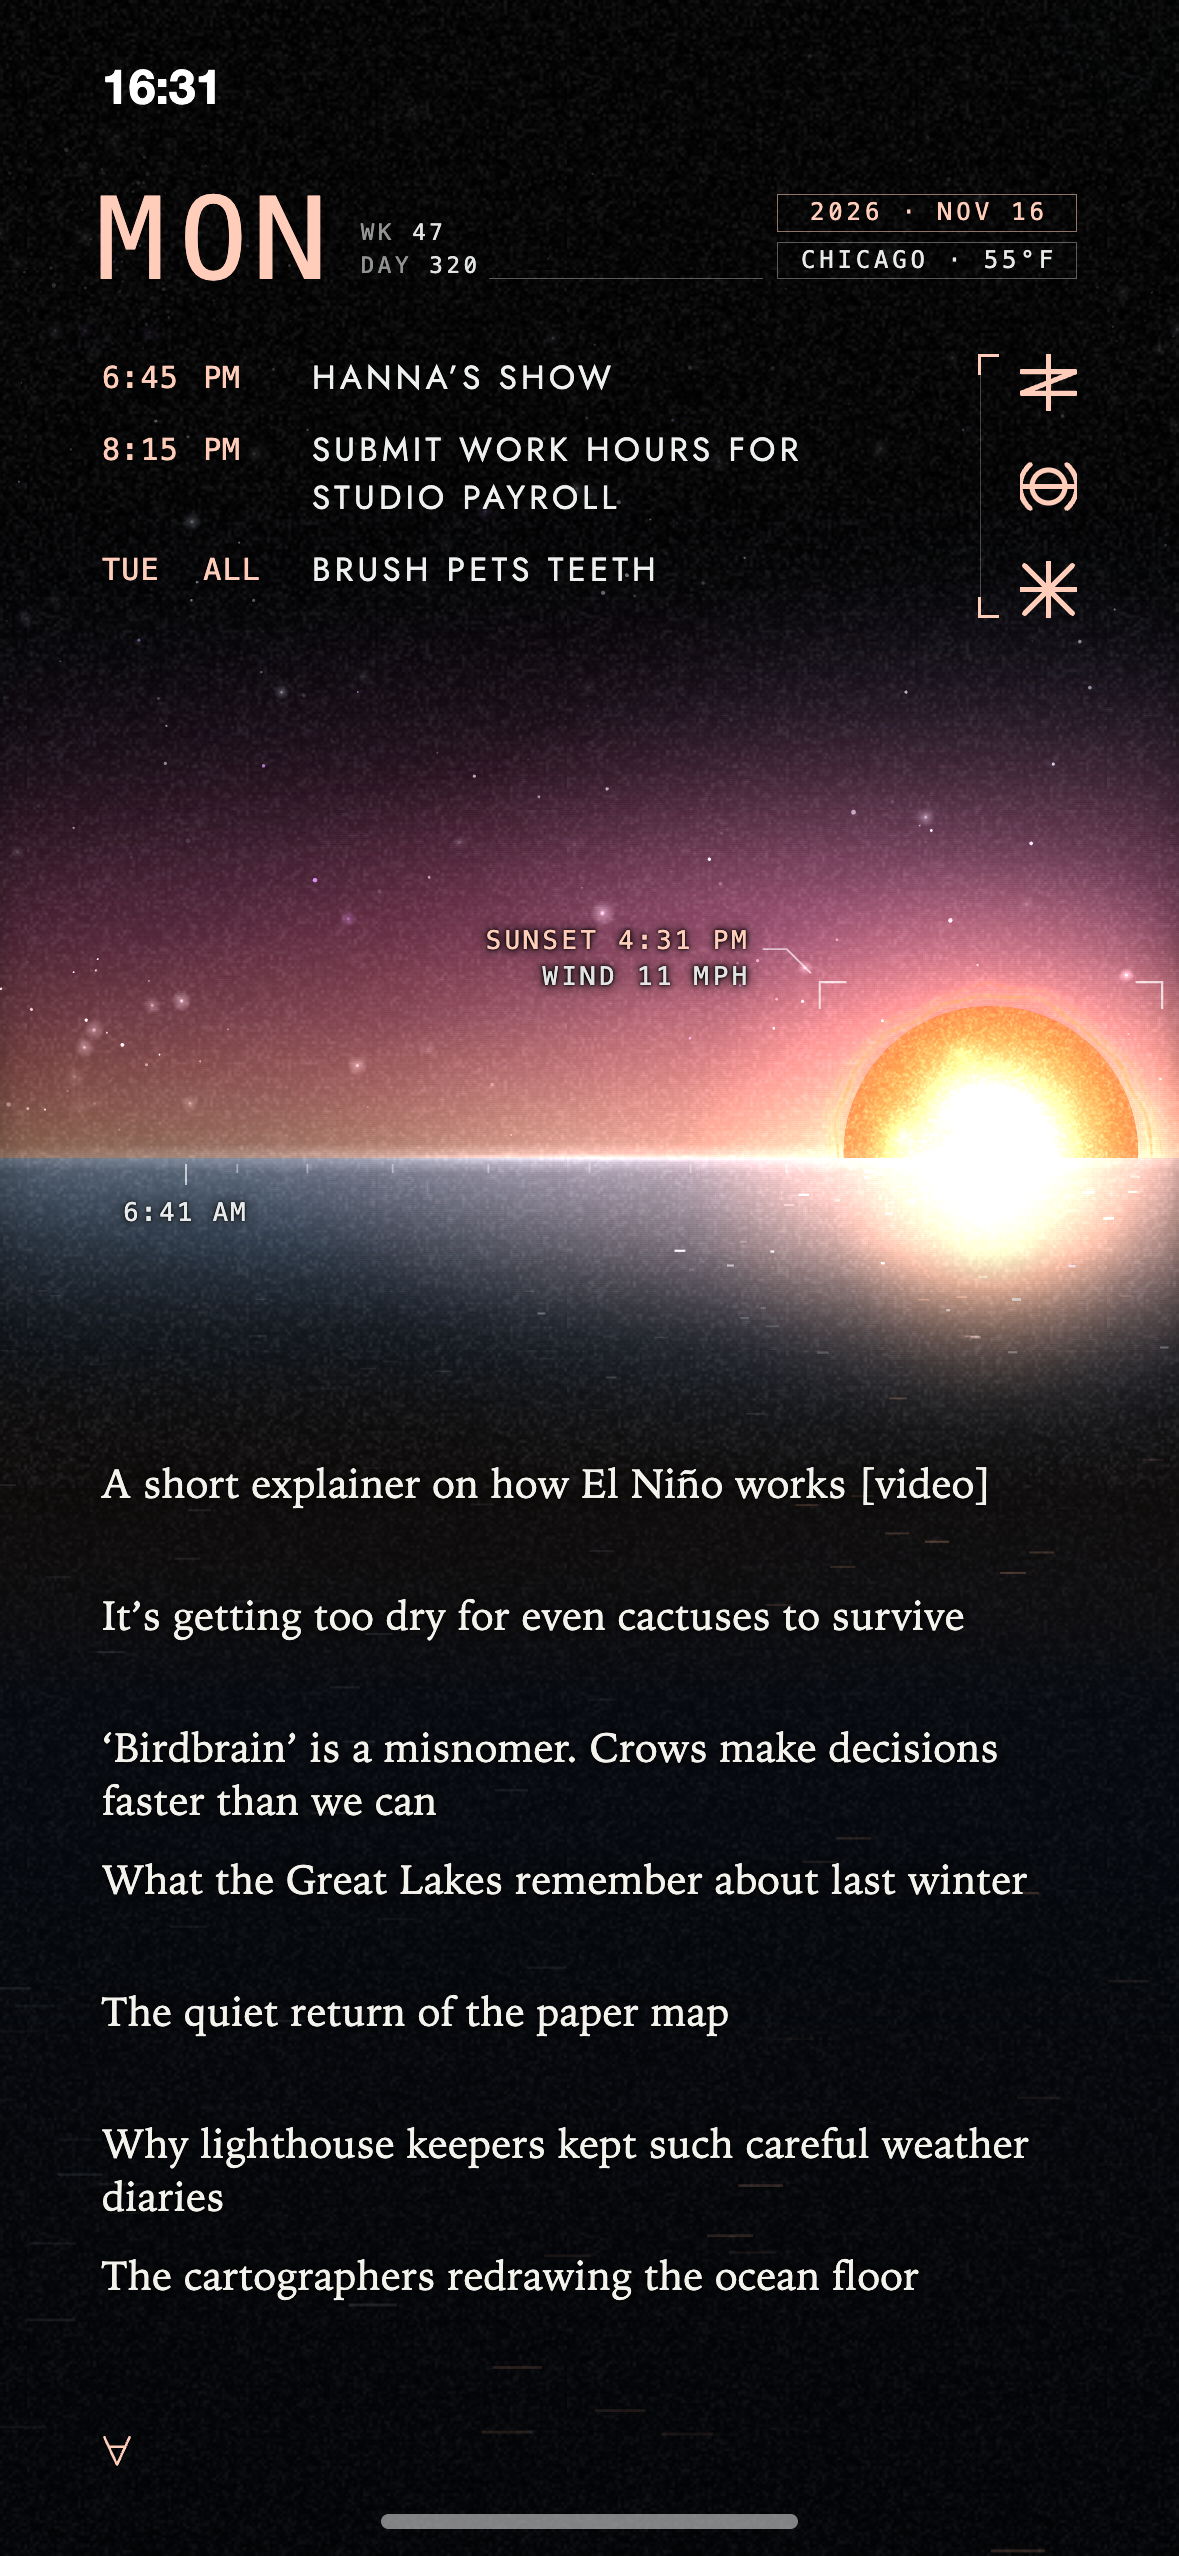 16:31
MON
WK 47
DAY 320
2026 · NOV 16
CHICAGO · 55°F
6:45 PM HANNA’S SHOW
8:15 PM SUBMIT WORK HOURS FOR
STUDIO PAYROLL
TUE ALL BRUSH PETS TEETH
SUNSET 4:31 PM
WIND 11 MPH
6:41 AM
A short explainer on how El Niño works [video]
It’s getting too dry for even cactuses to survive
‘Birdbrain’ is a misnomer. Crows make decisions
faster than we can
What the Great Lakes remember about last winter
The quiet return of the paper map
Why lighthouse keepers kept such careful weather
diaries
The cartographers redrawing the ocean floor